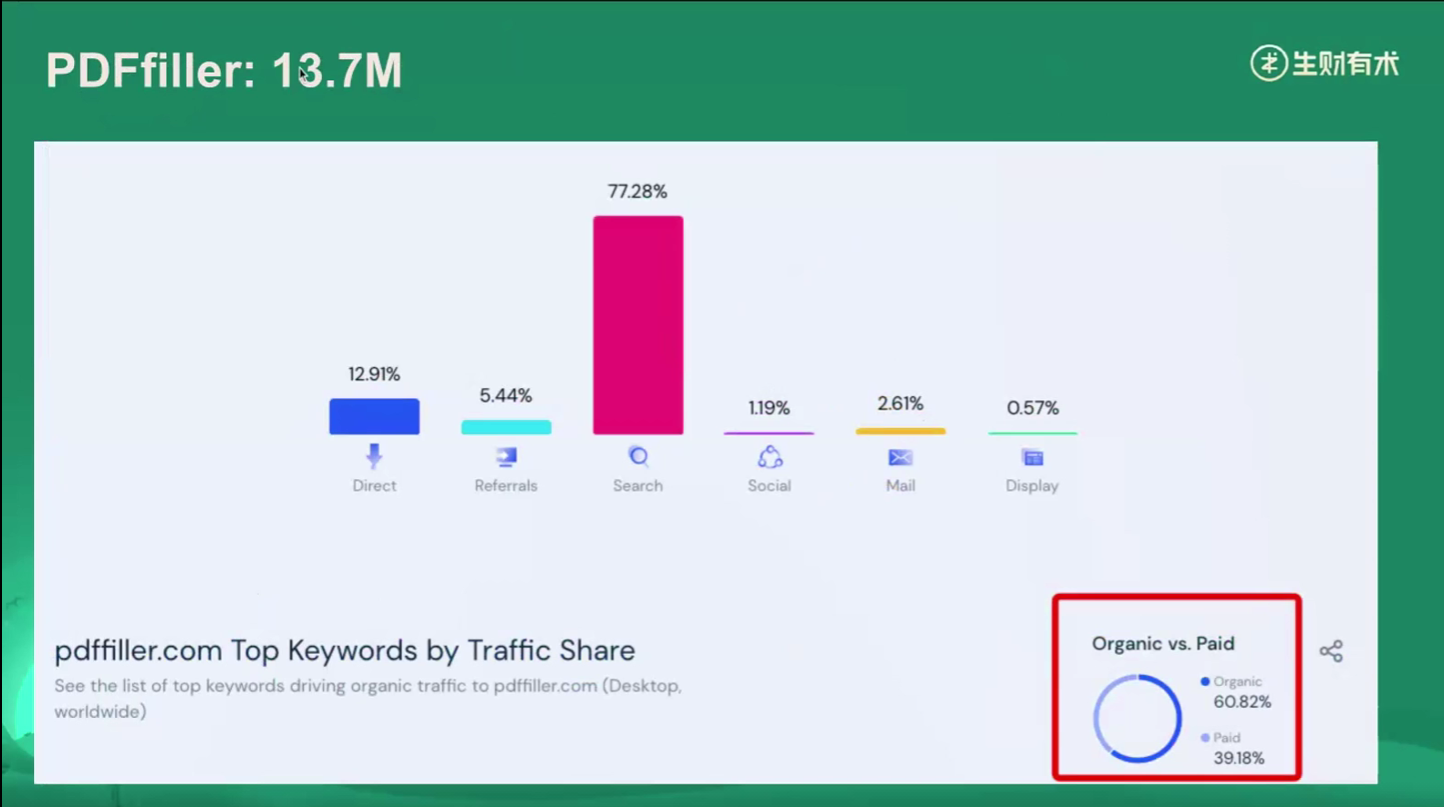 PDFfiller: 13.7M
生财有术
77.28%
12.91%
5.44%
1.19%
2.61%
0.57%
Direct
Referrals
Search
Social
Mail
Display
pdffiller.com Top Keywords by Traffic Share
See the list of top keywords driving organic traffic to pdffiller.com (Desktop,
worldwide)
Organic vs. Paid
Organic
60.82%
Paid
39.18%